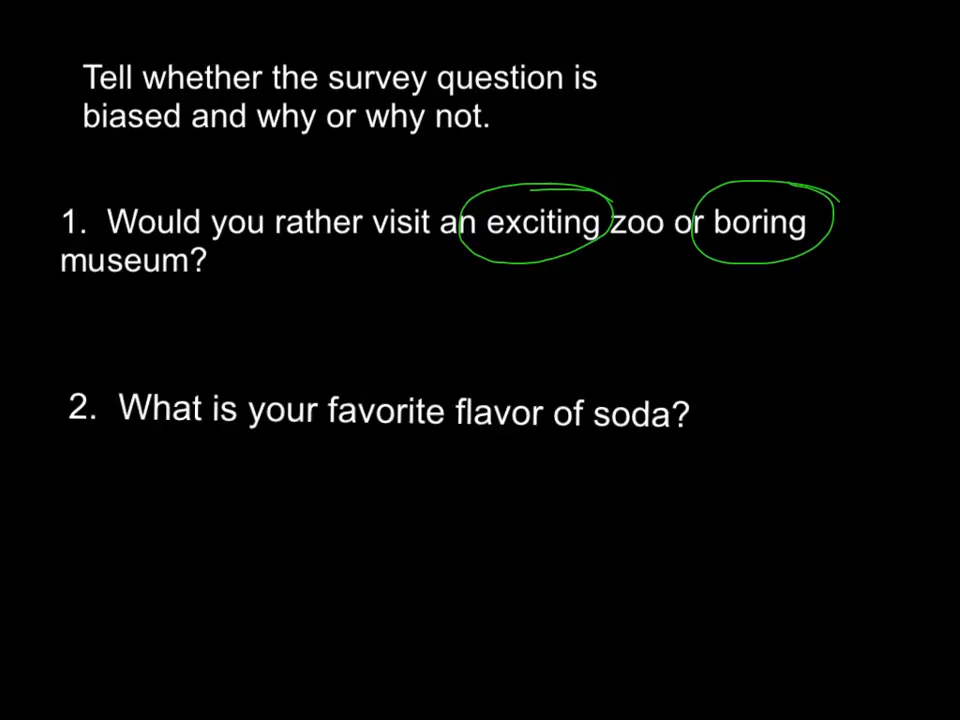 Tell whether the survey question is
biased and why or why not.
1. Would you rather visit an exciting zoo or boring
museum?
2. What is your favorite flavor of soda?